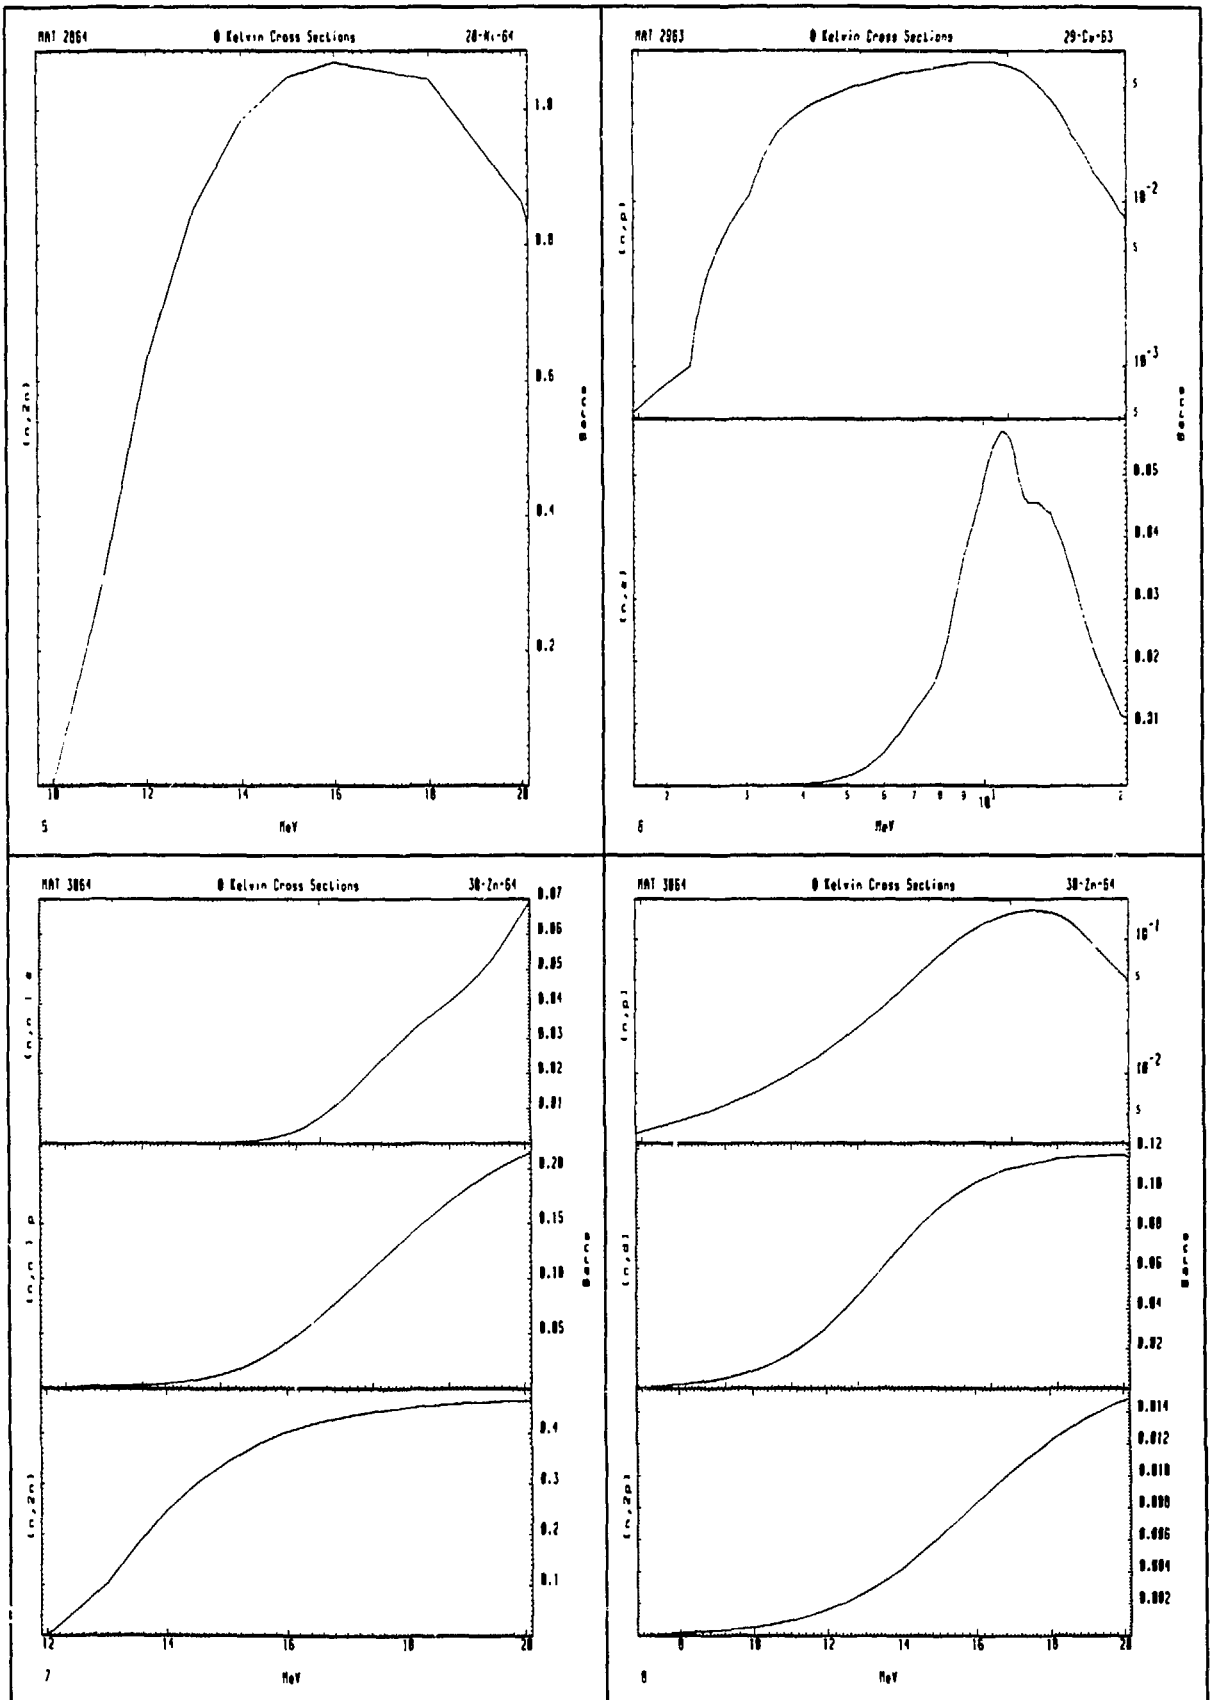 MAT 2864 0 Kelvin Cross Sections 28-Ni-64
(n,2n)
1.0
0.8
0.6
0.4
0.2
Barns
10 12 14 16 18 20
5 MeV
MAT 2963 0 Kelvin Cross Sections 29-Cu-63
(n,p)
5
10-2
5
10-3
5
Barns
0.05
0.04
0.03
0.02
0.01
2 3 4 5 6 7 8 9 101 2
6 MeV
MAT 3064 0 Kelvin Cross Sections 30-Zn-64
0.07
0.06
0.05
0.04
0.03
0.02
0.01
(n,n') p
0.20
0.15
0.10
0.05
Barns
(n,2n)
0.4
0.3
0.2
0.1
12 14 16 18 20
7 MeV
MAT 3064 0 Kelvin Cross Sections 30-Zn-64
(n,p)
10-1
5
10-2
5
(n,d)
0.12
0.10
0.08
0.06
0.04
0.02
Barns
(n,2p)
0.014
0.012
0.010
0.008
0.006
0.004
0.002
8 10 12 14 16 18 20
8 MeV